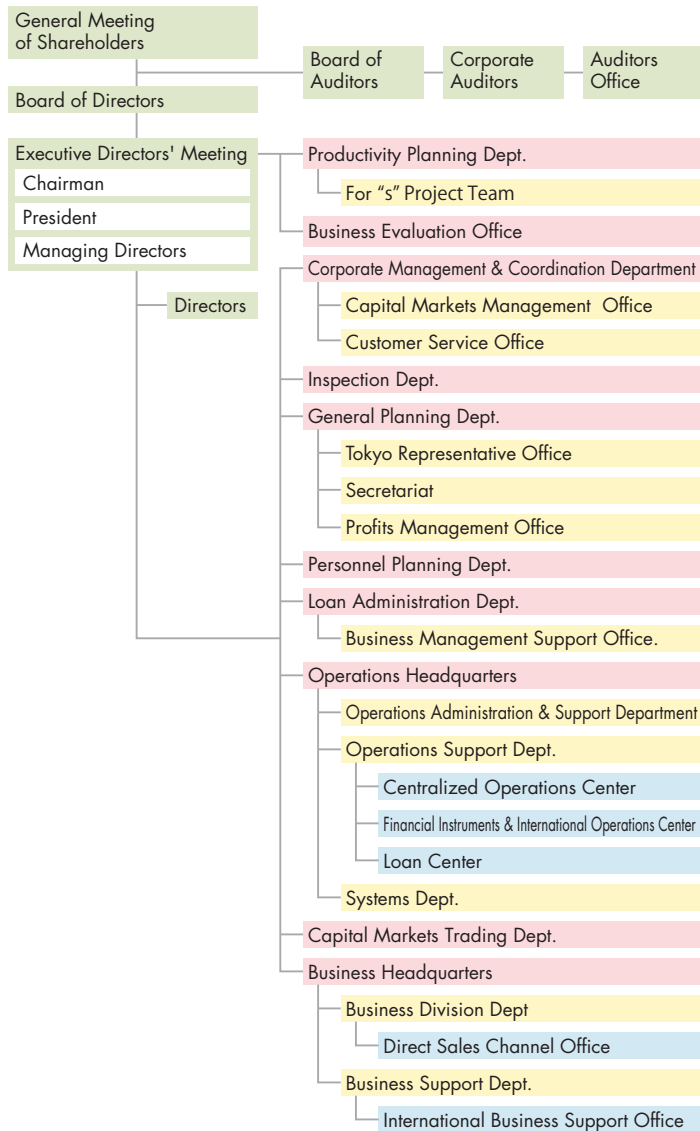 General Meeting
of Shareholders
Board of
Auditors
Corporate
Auditors
Auditors
Office
Board of Directors
Executive Directors' Meeting
Chairman
President
Managing Directors
Directors
Productivity Planning Dept.
For “s” Project Team
Business Evaluation Office
Corporate Management & Coordination Department
Capital Markets Management Office
Customer Service Office
Inspection Dept.
General Planning Dept.
Tokyo Representative Office
Secretariat
Profits Management Office
Personnel Planning Dept.
Loan Administration Dept.
Business Management Support Office.
Operations Headquarters
Operations Administration & Support Department
Operations Support Dept.
Centralized Operations Center
Financial Instruments & International Operations Center
Loan Center
Systems Dept.
Capital Markets Trading Dept.
Business Headquarters
Business Division Dept
Direct Sales Channel Office
Business Support Dept.
International Business Support Office